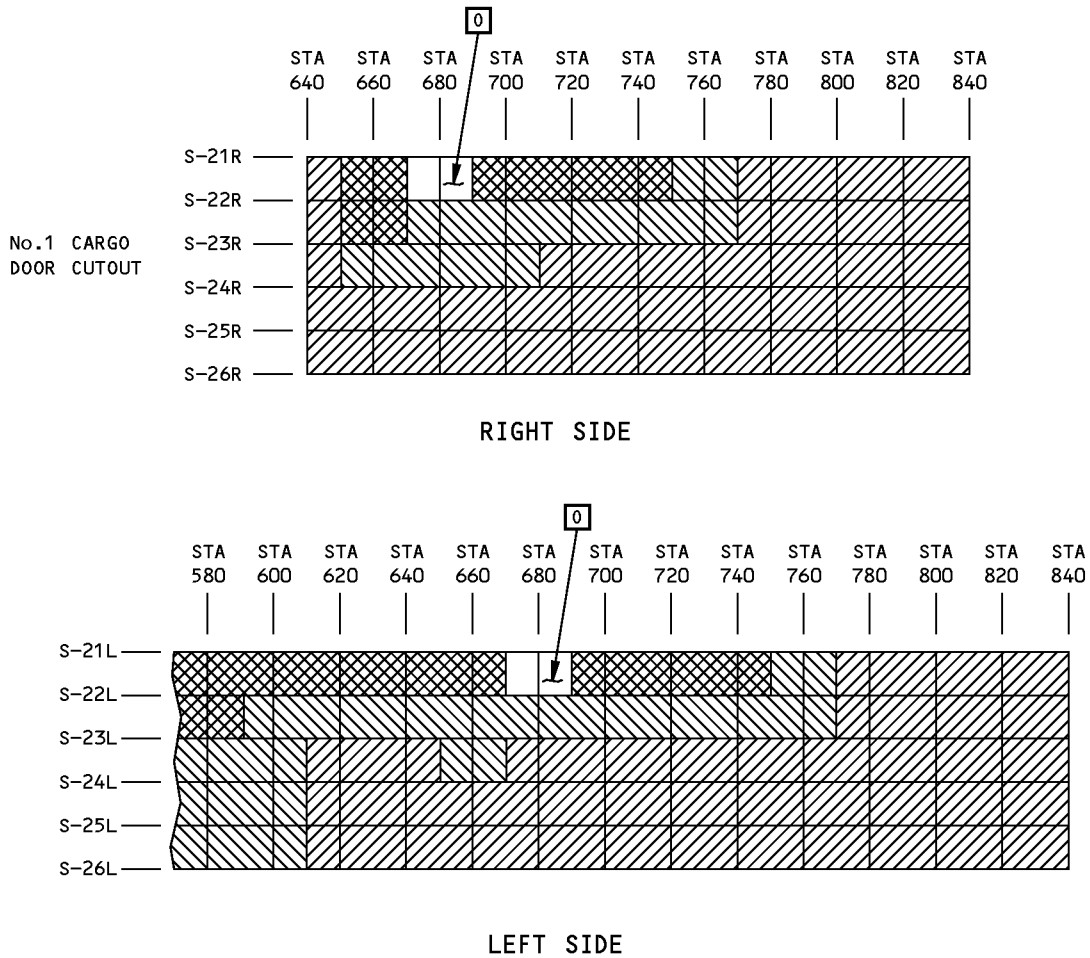 0
STA STA STA STA STA STA STA STA STA STA STA
640 660 680 700 720 740 760 780 800 820 840
S-21R
S-22R
S-23R
No.1 CARGO
DOOR CUTOUT
S-24R
S-25R
S-26R
RIGHT SIDE
0
STA STA STA STA STA STA STA STA STA STA STA STA STA STA
580 600 620 640 660 680 700 720 740 760 780 800 820 840
S-21L
S-22L
S-23L
S-24L
S-25L
S-26L
LEFT SIDE